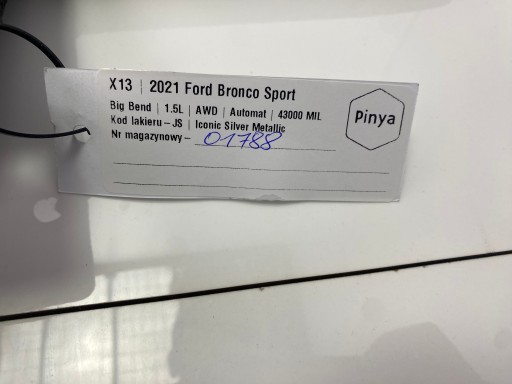 X13 | 2021 Ford Bronco Sport
Big Bend | 1.5L | AWD | Automat | 43000 MIL
Kod lakieru – JS | Iconic Silver Metallic
Nr magazynowy – 01788
Pinya